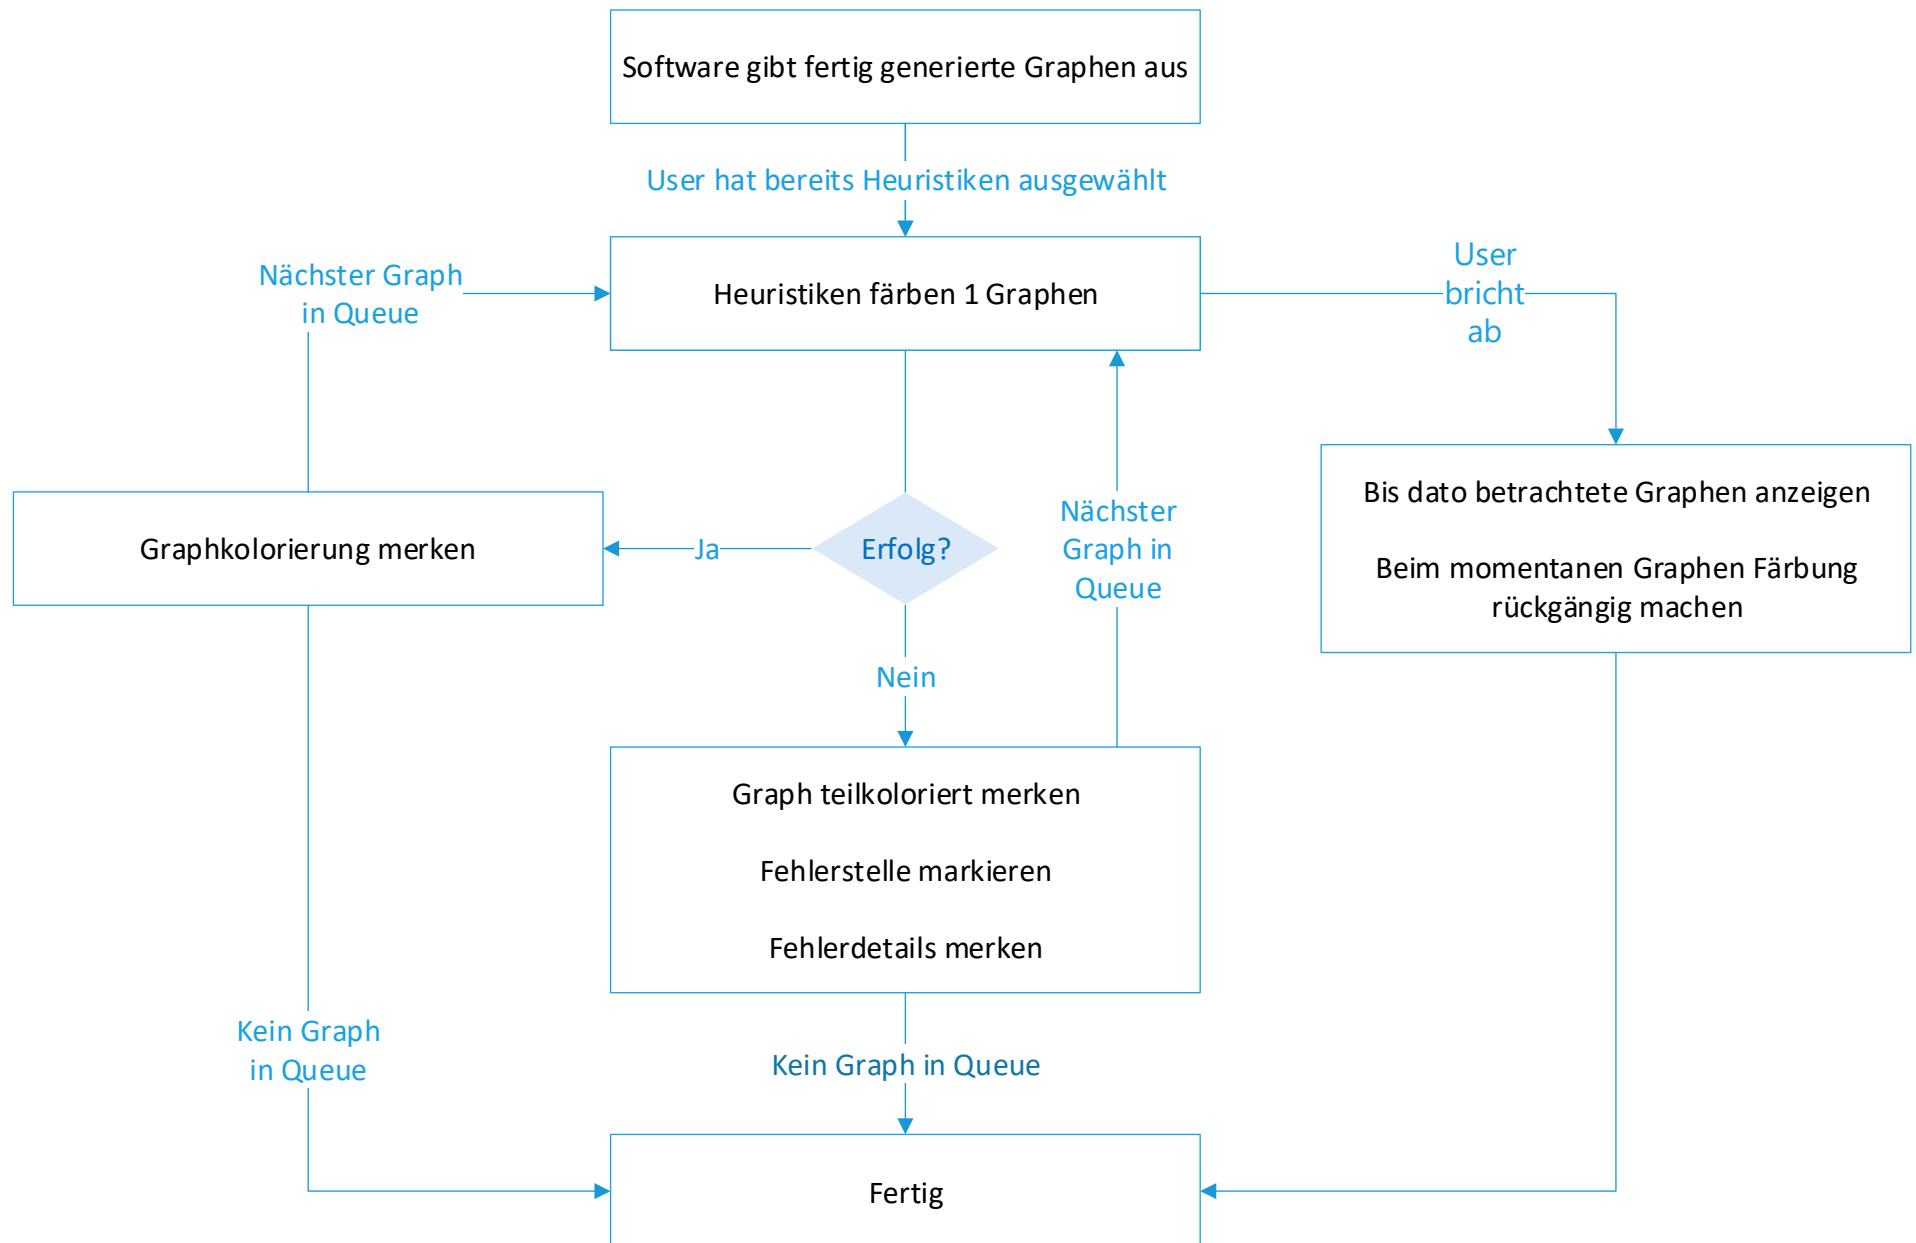 Software gibt fertig generierte Graphen aus
User hat bereits Heuristiken ausgewählt
Nächster Graph
in Queue
Heuristiken färben 1 Graphen
User
bricht
ab
Graphkolorierung merken
Ja
Erfolg?
Nächster
Graph in
Queue
Bis dato betrachtete Graphen anzeigen
Beim momentanen Graphen Färbung
rückgängig machen
Nein
Graph teilkoloriert merken
Fehlerstelle markieren
Fehlerdetails merken
Kein Graph
in Queue
Kein Graph in Queue
Fertig